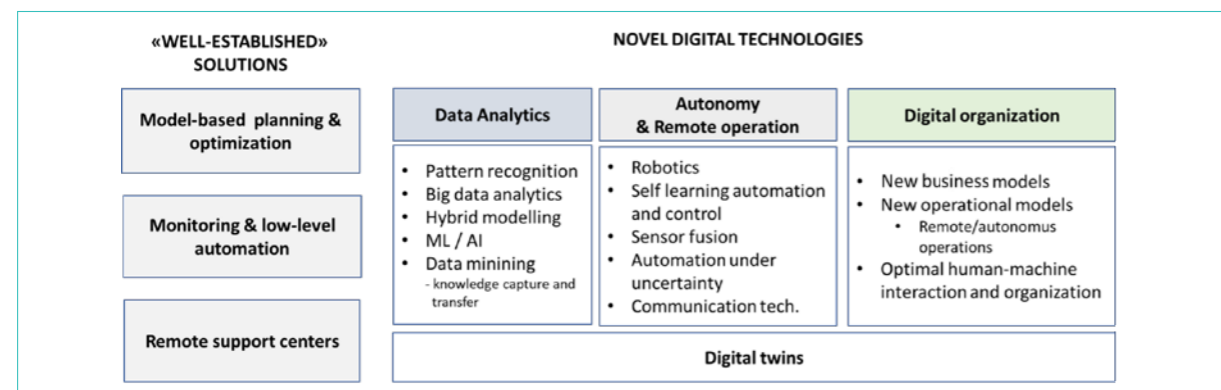 «WELL-ESTABLISHED»
SOLUTIONS
Model-based planning &
optimization
Monitoring & low-level
automation
Remote support centers
NOVEL DIGITAL TECHNOLOGIES
Data Analytics
• Pattern recognition
• Big data analytics
• Hybrid modelling
• ML / AI
• Data minining
- knowledge capture and
transfer
Autonomy
& Remote operation
• Robotics
• Self learning automation
and control
• Sensor fusion
• Automation under
uncertainty
• Communication tech.
Digital organization
• New business models
• New operational models
• Remote/autonomus
operations
• Optimal human-machine
interaction and organization
Digital twins